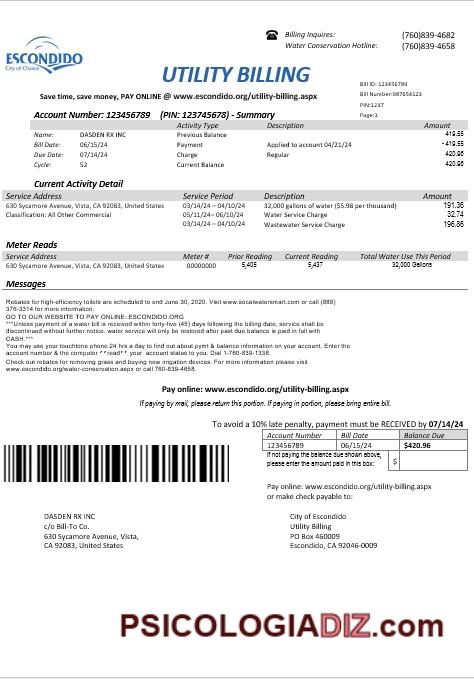 Billing Inquires: (760)839-4682
Water Conservation Hotline: (760)839-4658
ESCONDIDO
City of Choice
UTILITY BILLING
Save time, save money, PAY ONLINE @ www.escondido.org/utility-billing.aspx
Bill ID: 123456789
Bill Number:987654123
PIN:1237
Page:1
Account Number: 123456789 (PIN: 123745678) - Summary
Activity Type Description Amount
Name: DASDEN RX INC Previous Balance 419.55
Bill Date: 06/15/24 Payment Applied to account 04/21/24 -419.55
Due Date: 07/14/24 Charge Regular 420.96
Cycle: 52 Current Balance 420.96
Current Activity Detail
Service Address Service Period Description Amount
630 Sycamore Avenue, Vista, CA 92083, United States 03/14/24 – 04/10/24 32,000 gallons of water ($5.98 per thousand) 191.36
Classification: All Other Commercial 05/11/24– 06/10/24 Water Service Charge 32.74
03/14/24 – 04/10/24 Wastewater Service Charge 196.86
Meter Reads
Service Address Meter # Prior Reading Current Reading Total Water Use This Period
630 Sycamore Avenue, Vista, CA 92083, United States 00000000 5,405 5,437 32,000 Gallons
Messages
Rebates for high-efficiency toilets are scheduled to end June 30, 2020. Visit www.socalwatersmart.com or call (888)
376-3314 for more information.
GO TO OUR WEBSITE TO PAY ONLINE: ESCONDIDO.ORG
***Unless payment of a water bill is received within forty-five (45) days following the billing date, service shall be
discontinued without further notice. water service will only be restored after past due balance is paid in full with
CASH.***
You may use your touchtone phone 24 hrs a day to find out about pymt & balance information on your account. Enter the
account number & the computer **read** your account status to you. Dial 1-760-839-1338.
Check out rebates for removing grass and buying new irrigation devices. For more information please visit
www.escondido.org/water-conservation.aspx or call 760-839-4658.
Pay online: www.escondido.org/utility-billing.aspx
If paying by mail, please return this portion. If paying in portion, please bring entire bill.
To avoid a 10% late penalty, payment must be RECEIVED by 07/14/24
Account Number Bill Date Balance Due
123456789 06/15/24 $420.96
If not paying the balance due shown above,
please enter the amount paid in this box: $
Pay online: www.escondido.org/utility-billing.aspx
or make check payable to:
DASDEN RX INC
c/o Bill-To Co.
630 Sycamore Avenue, Vista,
CA 92083, United States
City of Escondido
Utility Billing
PO Box 460009
Escondido, CA 92046-0009
PSICOLOGIADIZ.com